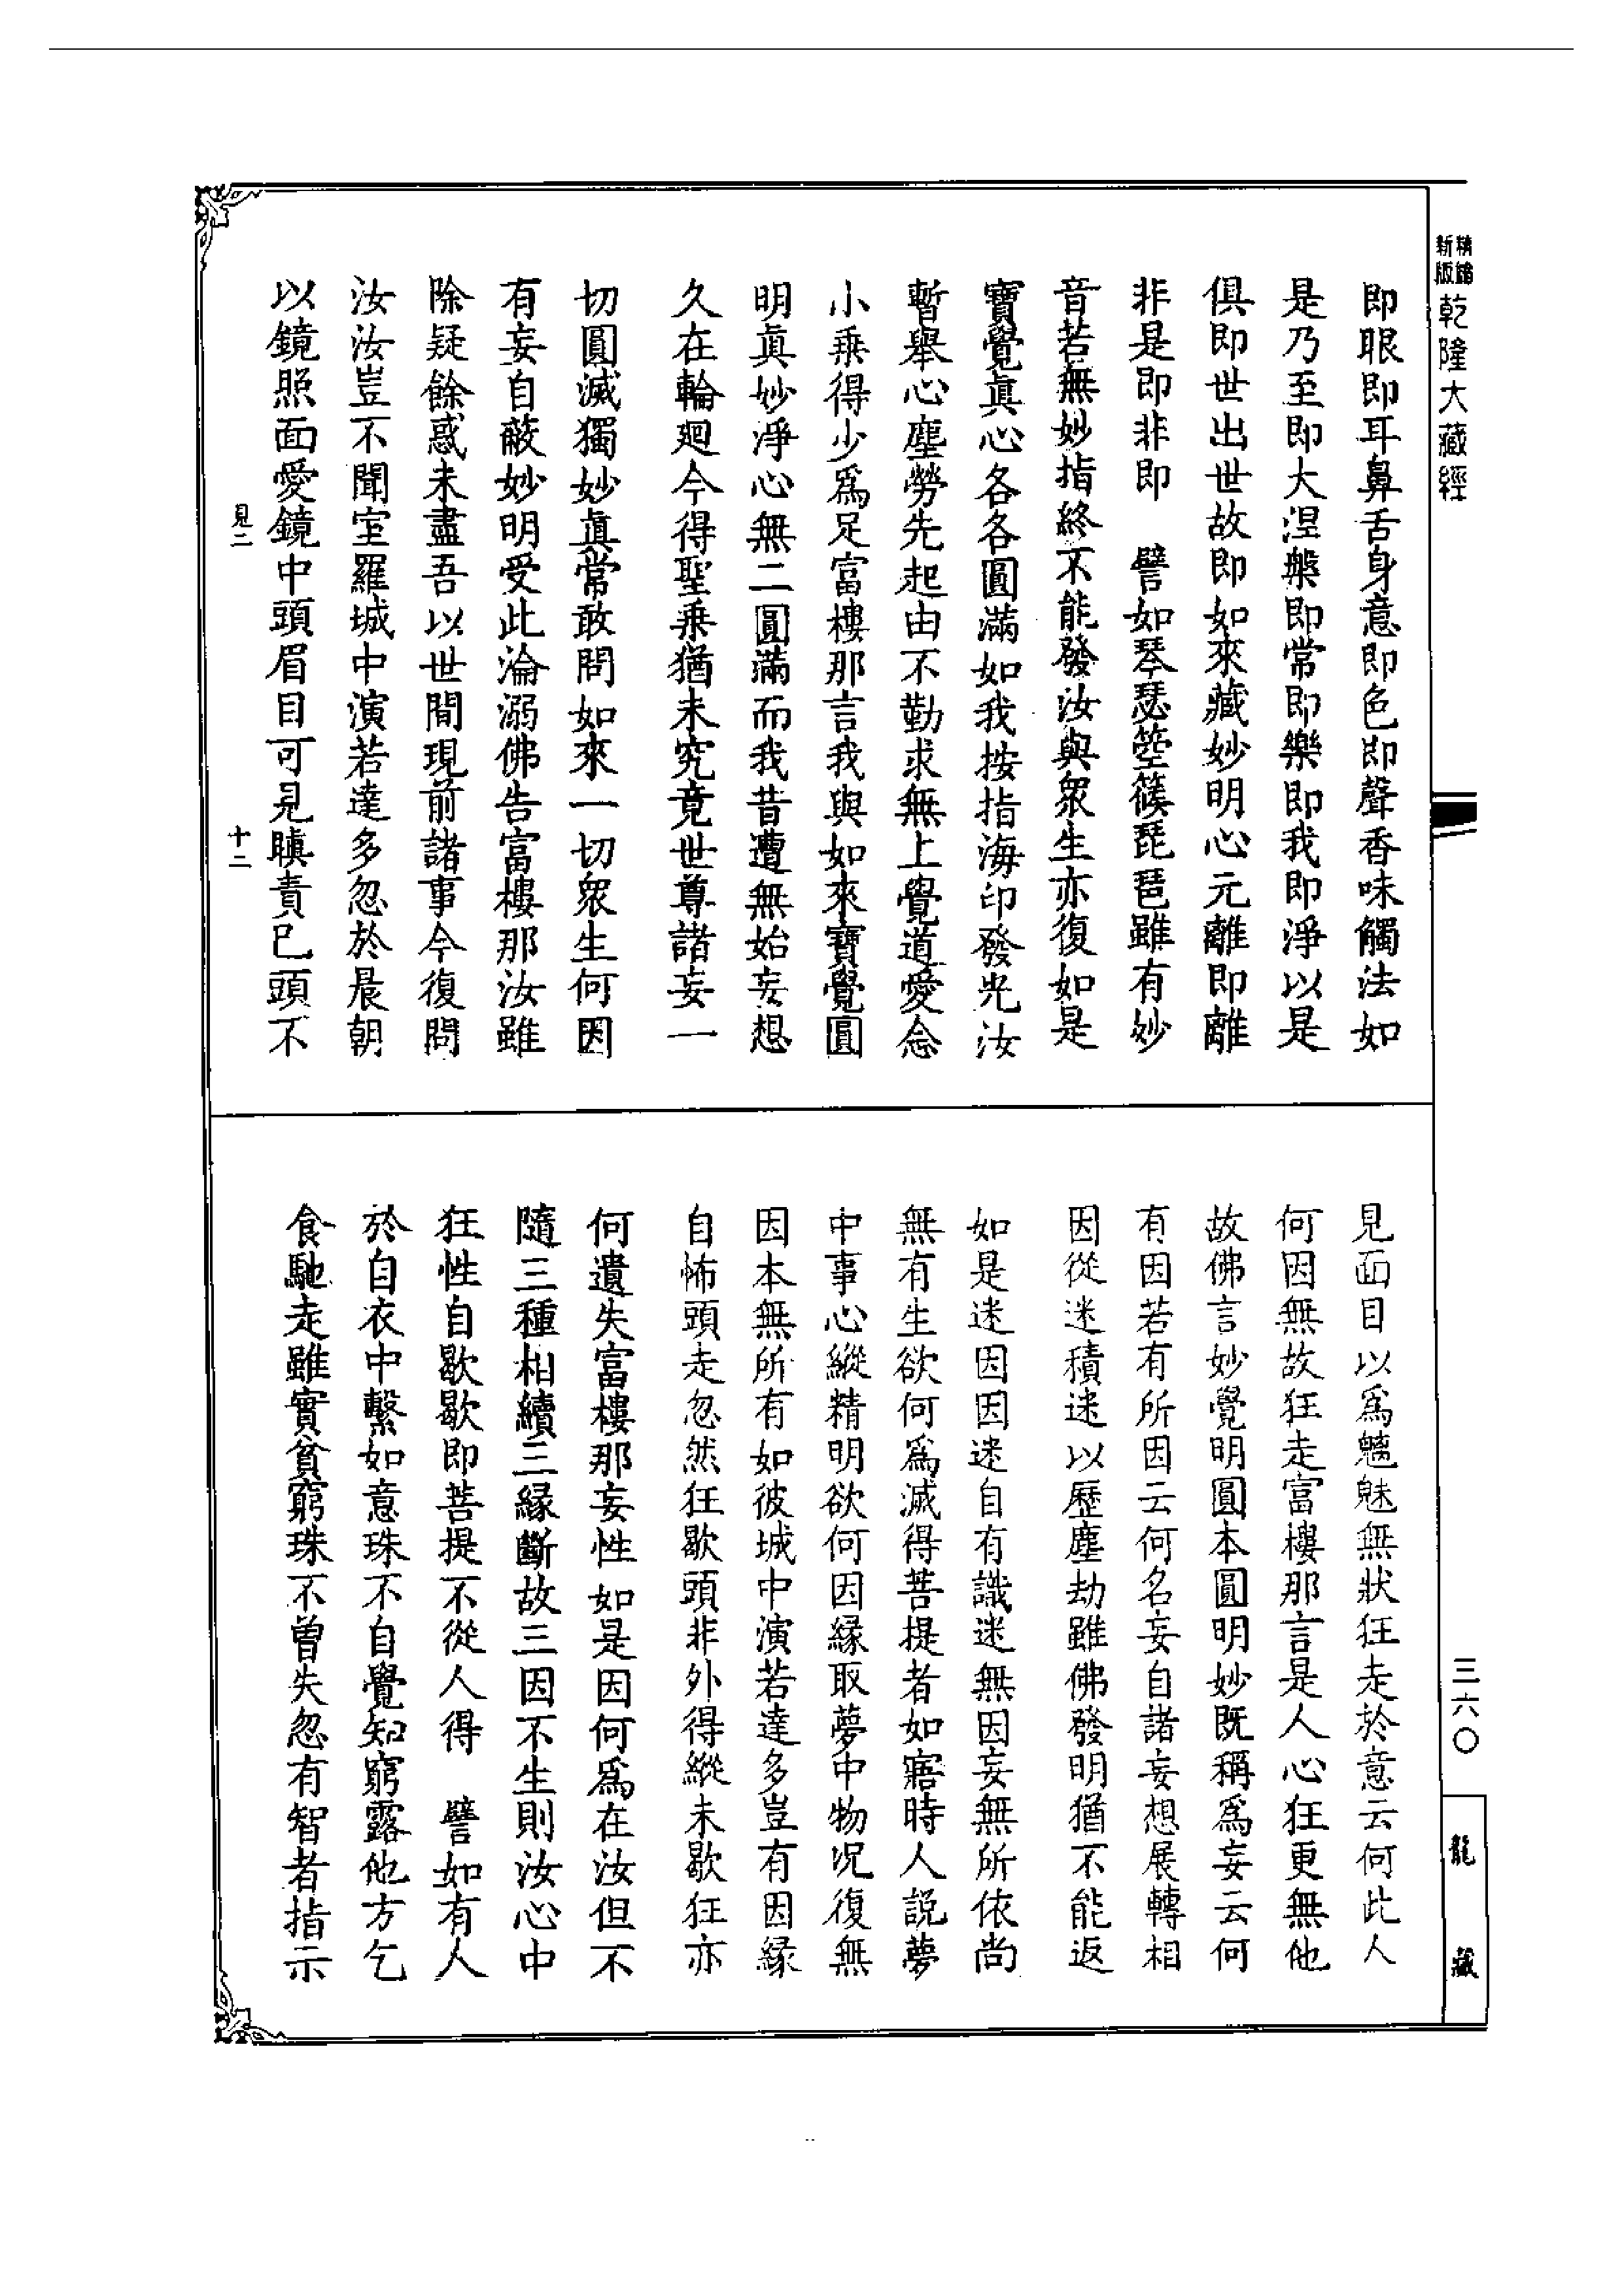 精縮新版乾隆大藏經
即眼即耳鼻舌身意即色即聲香味觸法如
是乃至即大涅槃即常即樂即我即淨以是
俱即世出世故即如來藏妙明心元離即離
非是即非即　譬如琴瑟箜篌琵琶雖有妙
音若無妙指終不能發汝與眾生亦復如是
寶覺真心各各圓滿如我按指海印發光汝
暫舉心塵勞先起由不勤求無上覺道愛念
小乘得少為足富樓那言我與如來寶覺圓
明真妙淨心無二圓滿而我昔遭無始妄想
久在輪迴今得聖乘猶未究竟世尊諸妄一
切圓滅獨妙真常敢問如來一切眾生何因
有妄自蔽妙明受此淪溺佛告富樓那汝雖
除疑餘惑未盡吾以世間現前諸事今復問
汝汝豈不聞室羅城中演若達多忽於晨朝
以鏡照面愛鏡中頭眉目可見瞋責己頭不
見二
十二
見面目以為魑魅無狀狂走於意云何此人
何因無故狂走富樓那言是人心狂更無他
故佛言妙覺明圓本圓明妙既稱為妄云何
有因若有所因云何名妄自諸妄想展轉相
因從迷積迷以歷塵劫雖佛發明猶不能返
如是迷因因迷自有識迷無因妄無所依尚
無有生欲何為滅得菩提者如寤時人說夢
中事心縱精明欲何因緣取夢中物況復無
因本無所有如彼城中演若達多豈有因緣
自怖頭走忽然狂歇頭非外得縱未歇狂亦
何遺失富樓那妄性如是因何為在汝但不
隨三種相續三緣斷故三因不生則汝心中
狂性自歇歇即菩提不從人得　譬如有人
於自衣中繫如意珠不自覺知窮露他方乞
食馳走雖實貧窮珠不曾失忽有智者指示
三六〇
龍藏